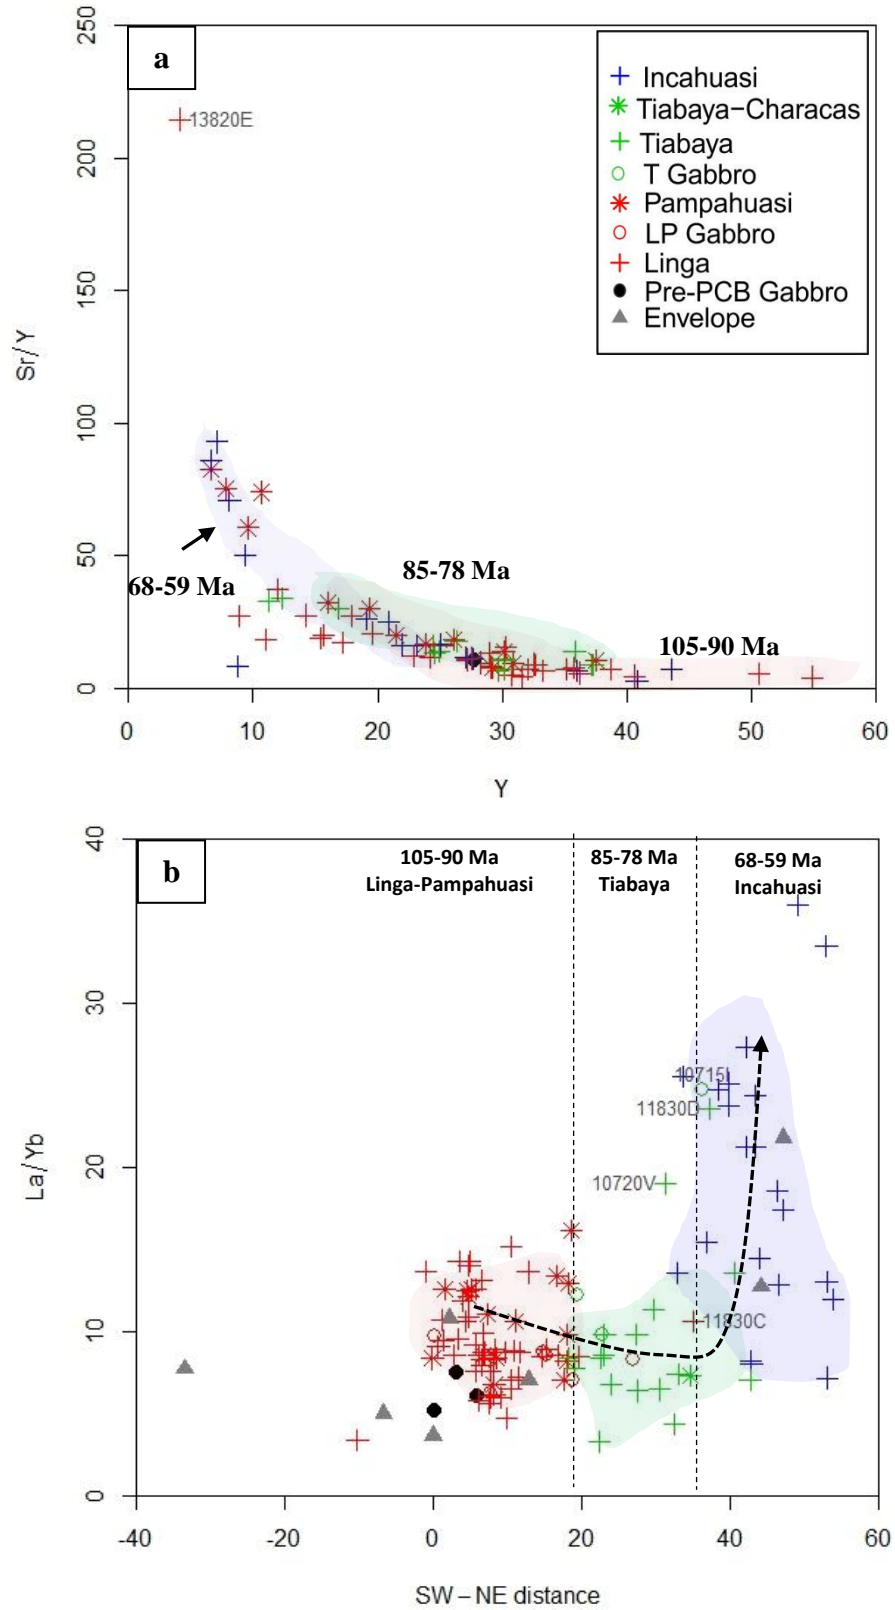 a
250
200
150
100
50
0
Sr/Y
13820E
Incahuasi
Tiabaya-Characas
Tiabaya
T Gabbro
Pampahuasi
LP Gabbro
Linga
Pre-PCB Gabbro
Envelope
68-59 Ma
85-78 Ma
105-90 Ma
0 10 20 30 40 50 60
Y
b
40
30
20
10
0
La/Yb
105-90 Ma
Linga-Pampahuasi
85-78 Ma
Tiabaya
68-59 Ma
Incahuasi
10715I
11830D
10720V
11830C
-40 -20 0 20 40 60
SW – NE distance